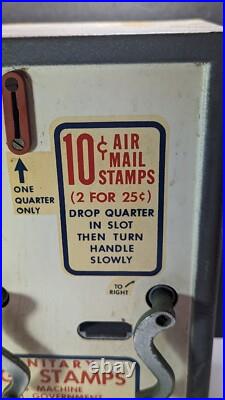 10¢ AIR
MAIL
STAMPS
(2 FOR 25¢)
DROP QUARTER
IN SLOT
THEN TURN
HANDLE
SLOWLY
ONE
QUARTER
ONLY
TO
RIGHT
STAMPS
MACHINE
GOVERNMENT